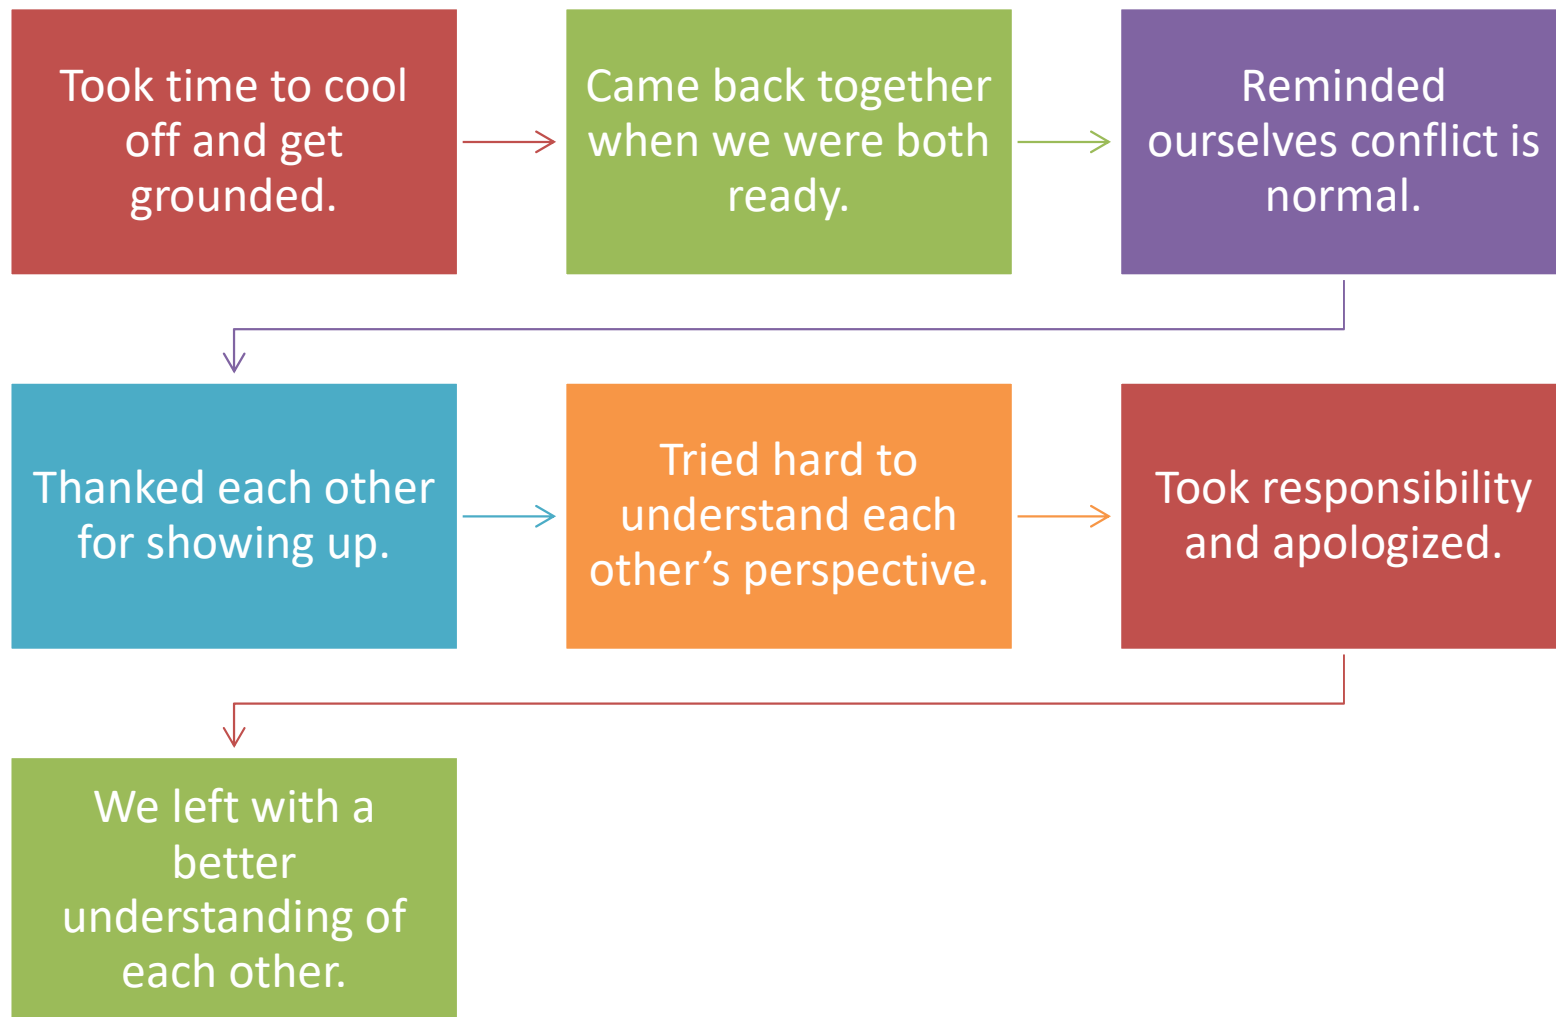 Took time to cool
off and get
grounded.
Came back together
when we were both
ready.
Reminded
ourselves conflict is
normal.
Thanked each other
for showing up.
Tried hard to
understand each
other’s perspective.
Took responsibility
and apologized.
We left with a
better
understanding of
each other.